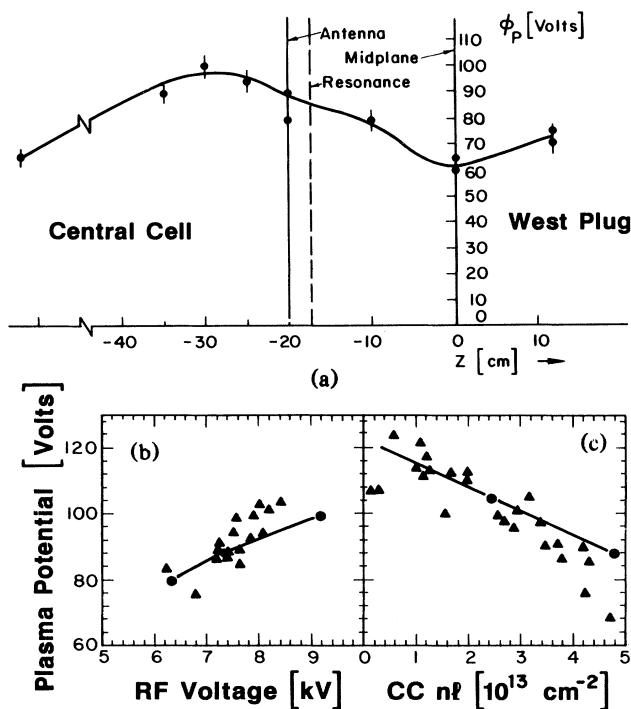 Antenna
Midplane
Resonance
ϕP [Volts]
110
100
90
80
70
60
50
40
30
20
10
0
Central Cell
West Plug
-40
-30
-20
-10
0
10
Z [cm] →
(a)
Plasma Potential [Volts]
120
100
80
60
(b)
(c)
5
6
7
8
9
0
1
2
3
4
5
RF Voltage [kV]
CC nℓ [10¹³ cm⁻²]